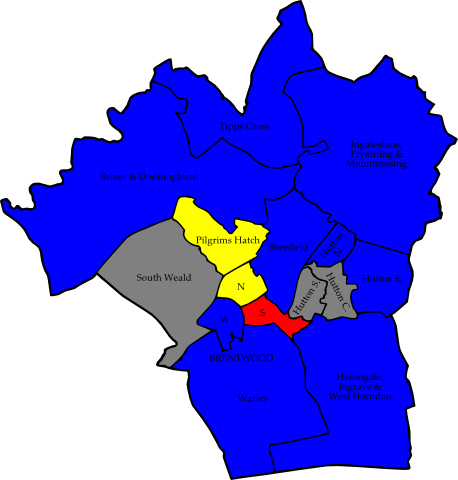 Tipps Cross
Ingatestone,
Fryerning &
Mountnessing
Brizes & Doddinghurst
Pilgrims Hatch
Shenfield
Hutton
N.
South Weald
Hutton E.
N
Hutton S.
Hutton C.
W
S
BRENTWOOD
Warley
Herongate,
Ingrave &
West Horndon